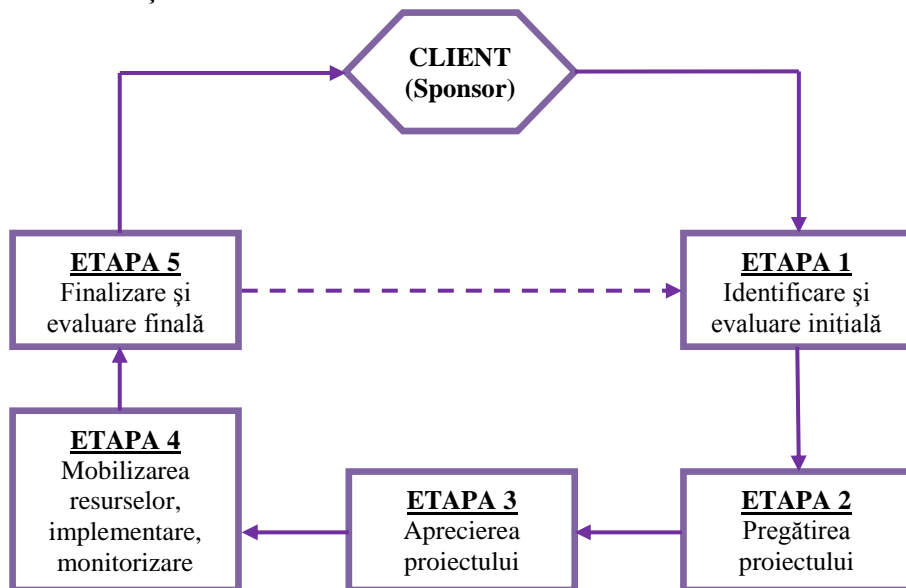 CLIENT
(Sponsor)
ETAPA 1
Identificare şi
evaluare iniţială
ETAPA 2
Pregătirea
proiectului
ETAPA 3
Aprecierea
proiectului
ETAPA 4
Mobilizarea
resurselor,
implementare,
monitorizare
ETAPA 5
Finalizare şi
evaluare finală